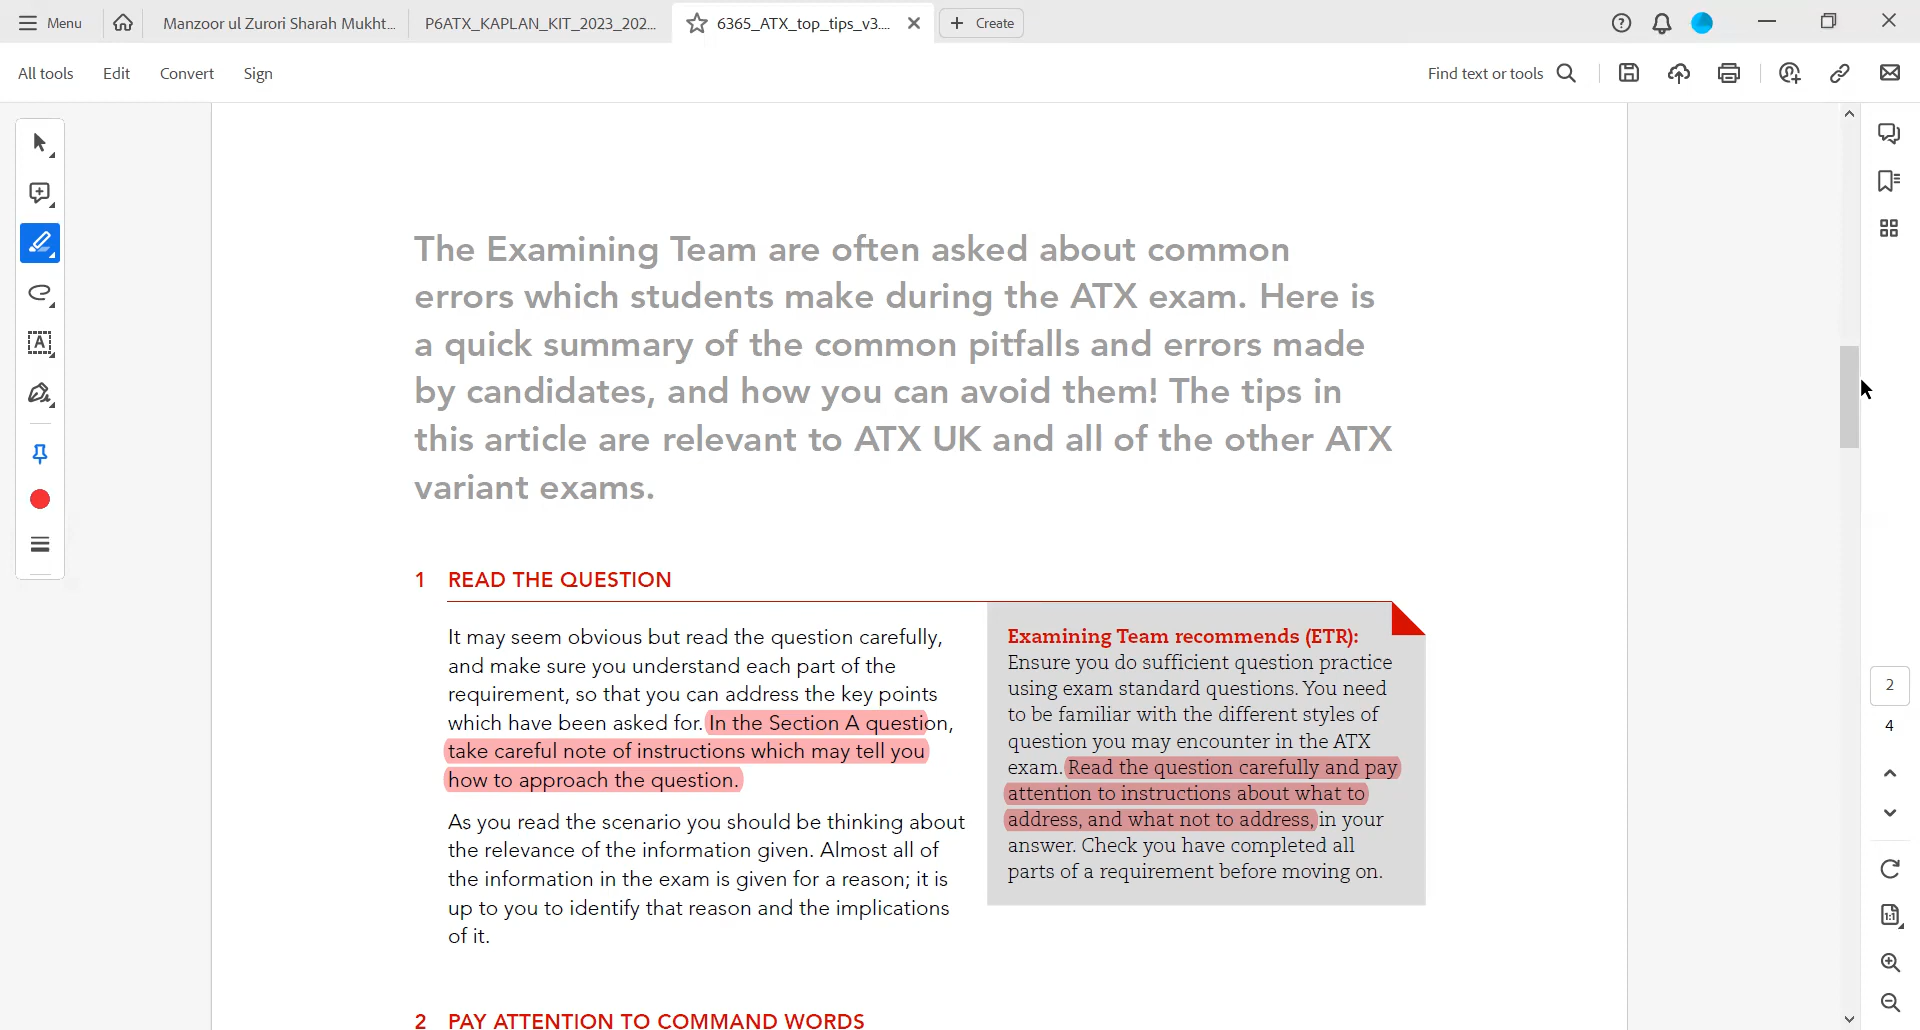 Menu
Manzoor ul Zurori Sharah Mukht...
P6ATX_KAPLAN_KIT_2023_202...
6365_ATX_top_tips_v3....
Create
All tools
Edit
Convert
Sign
Find text or tools
The Examining Team are often asked about common
errors which students make during the ATX exam. Here is
a quick summary of the common pitfalls and errors made
by candidates, and how you can avoid them! The tips in
this article are relevant to ATX UK and all of the other ATX
variant exams.
1 READ THE QUESTION
It may seem obvious but read the question carefully,
and make sure you understand each part of the
requirement, so that you can address the key points
which have been asked for. In the Section A question,
take careful note of instructions which may tell you
how to approach the question.
As you read the scenario you should be thinking about
the relevance of the information given. Almost all of
the information in the exam is given for a reason; it is
up to you to identify that reason and the implications
of it.
Examining Team recommends (ETR):
Ensure you do sufficient question practice
using exam standard questions. You need
to be familiar with the different styles of
question you may encounter in the ATX
exam. Read the question carefully and pay
attention to instructions about what to
address, and what not to address, in your
answer. Check you have completed all
parts of a requirement before moving on.
2 PAY ATTENTION TO COMMAND WORDS
2
4